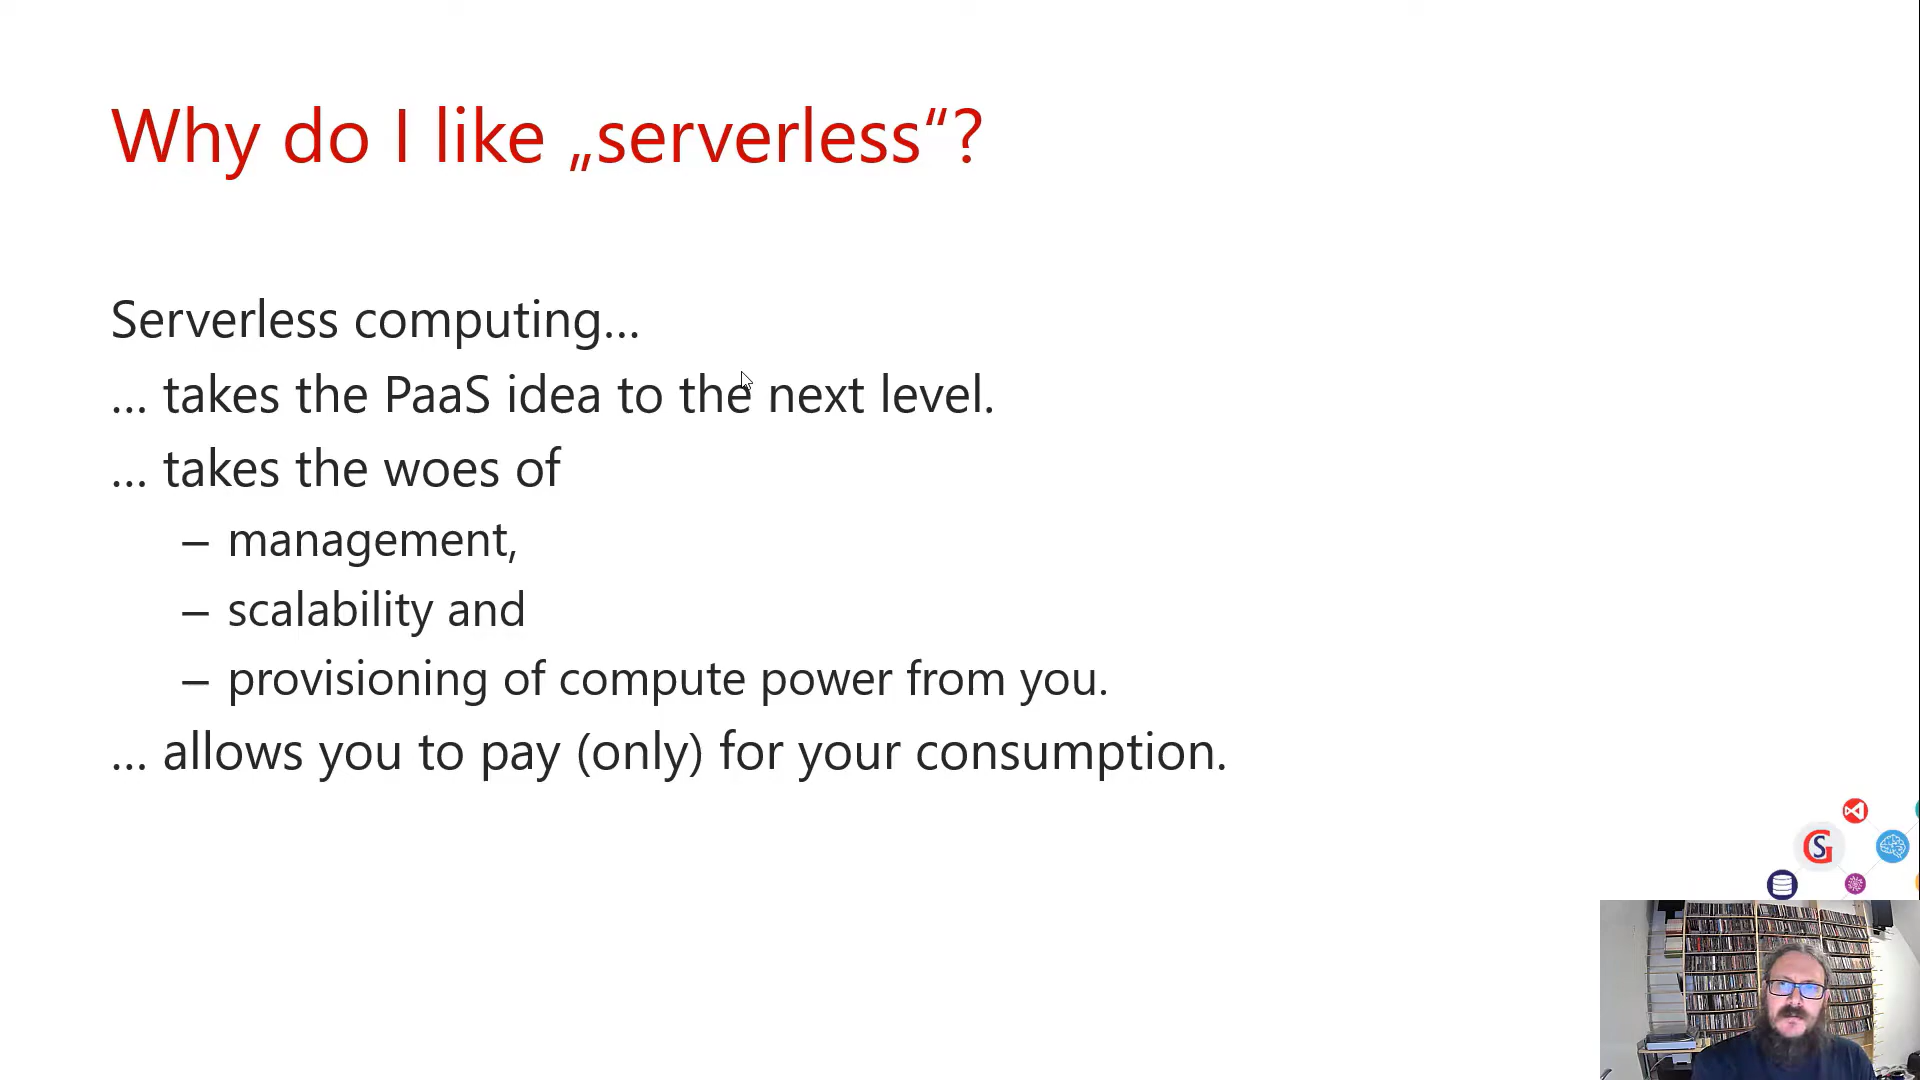 Why do I like „serverless“?
Serverless computing…
… takes the PaaS idea to the next level.
… takes the woes of
– management,
– scalability and
– provisioning of compute power from you.
… allows you to pay (only) for your consumption.